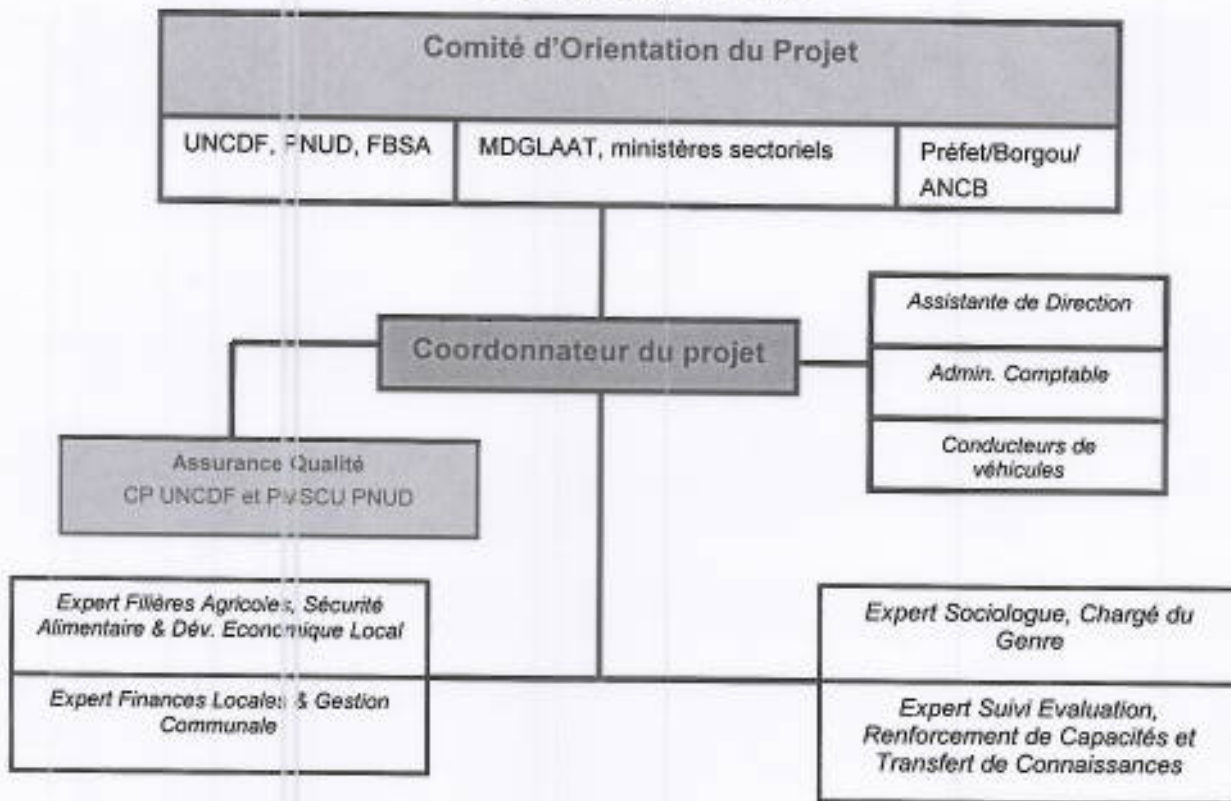 Comité d'Orientation du Projet
UNCDF, PNUD, FBSA
MDGLAAT, ministères sectoriels
Préfet/Borgou/
ANCB
Assistante de Direction
Coordonnateur du projet
Admin. Comptable
Conducteurs de
véhicules
Assurance Qualité
CP UNCDF et PMSCU PNUD
Expert Filières Agricoles, Sécurité
Alimentaire & Dév. Economique Local
Expert Finances Locales & Gestion
Communale
Expert Sociologue, Chargé du
Genre
Expert Suivi Evaluation,
Renforcement de Capacités et
Transfert de Connaissances